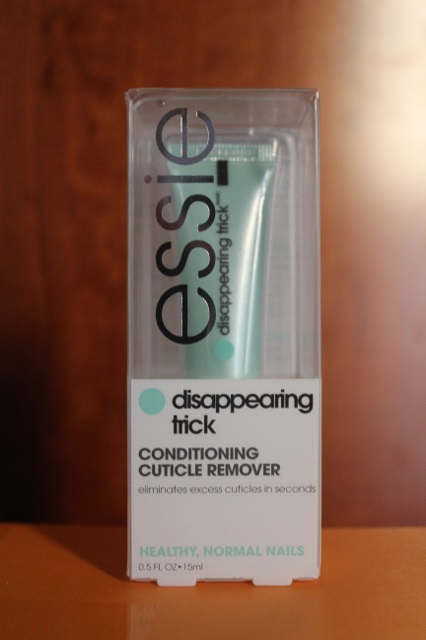 essie
disappearing trick™
disappearing
trick
CONDITIONING
CUTICLE REMOVER
eliminates excess cuticles in seconds
HEALTHY, NORMAL NAILS
0.5 FL OZ•15ml